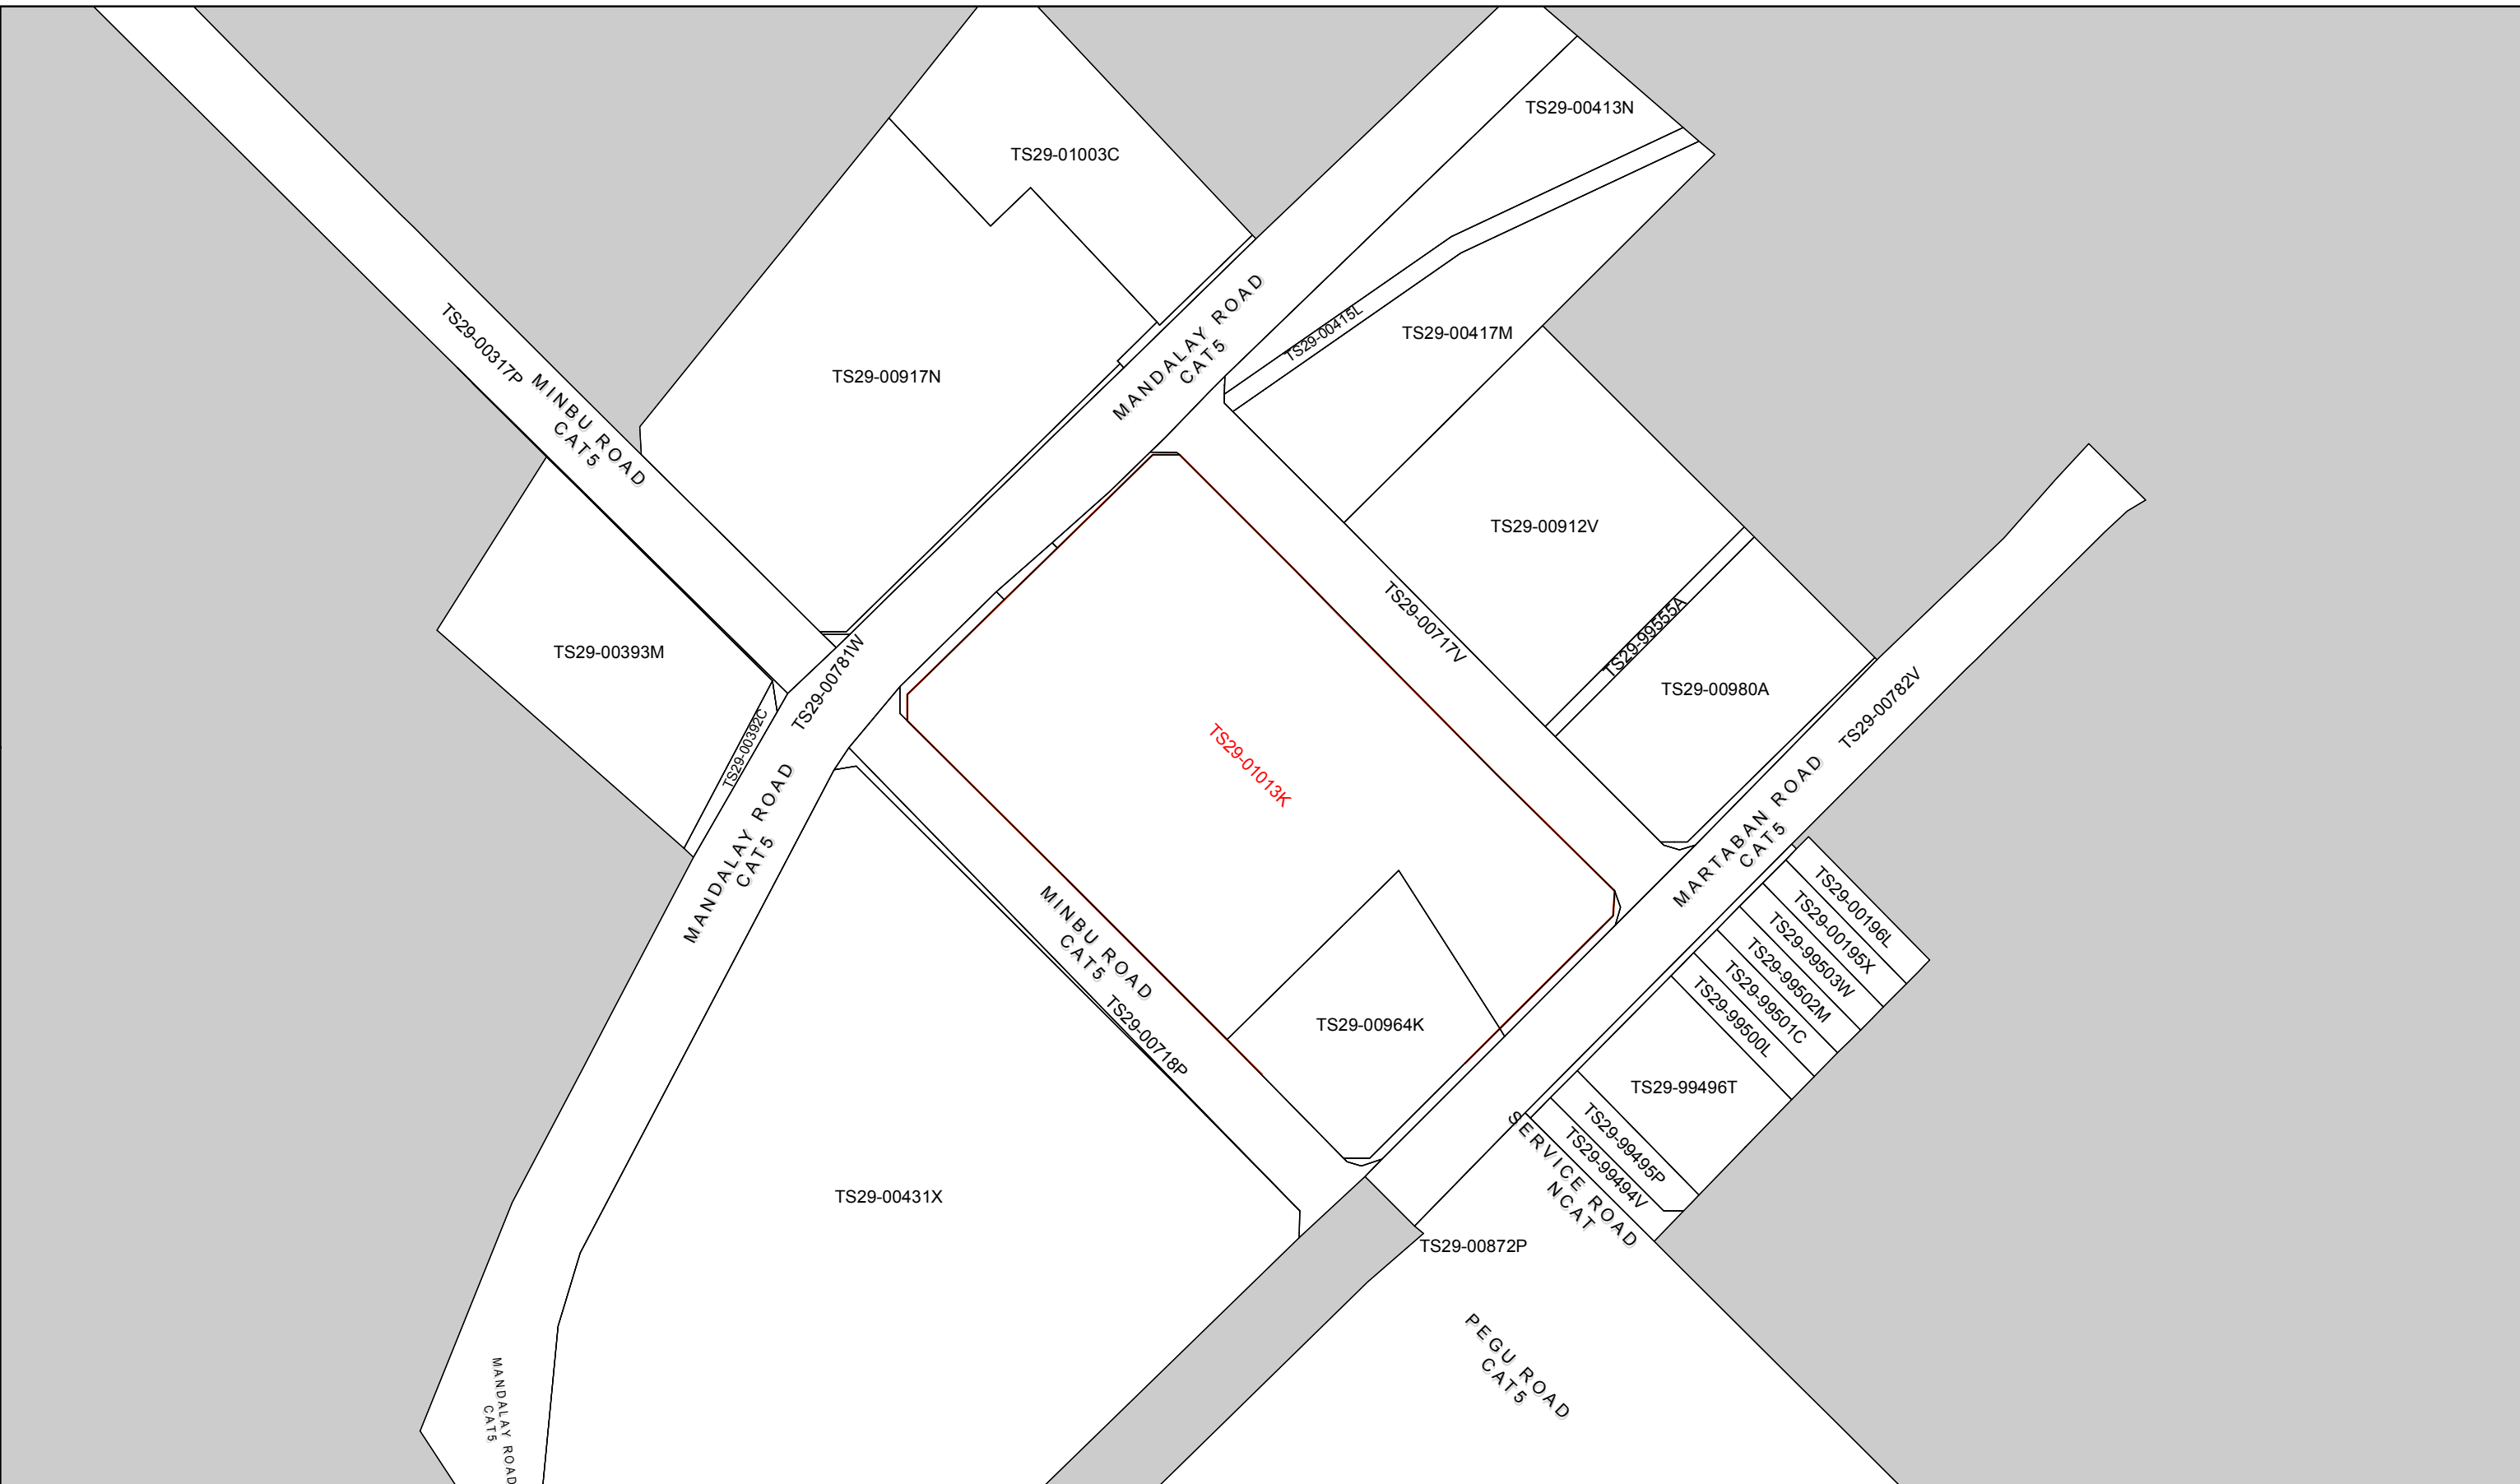 TS29-00413N
TS29-01003C
MANDALAY ROAD
CAT5
TS29-00415L
TS29-00417M
TS29-00317P
MINBU ROAD
CAT5
TS29-00917N
TS29-00912V
TS29-00717V
TS29-99555A
TS29-00393M
TS29-00781W
TS29-00980A
TS29-00782V
TS29-00392C
TS29-01013K
MANDALAY ROAD
CAT5
MARTABAN ROAD
CAT5
MINBU ROAD
CAT5
TS29-00196L
TS29-00195X
TS29-99503W
TS29-99502M
TS29-99501C
TS29-99500L
TS29-00964K
TS29-00718P
TS29-99496T
TS29-99495P
TS29-99494V
SERVICE ROAD
NCAT
TS29-00431X
TS29-00872P
PEGU ROAD
CAT5
MANDALAY ROAD
CAT5